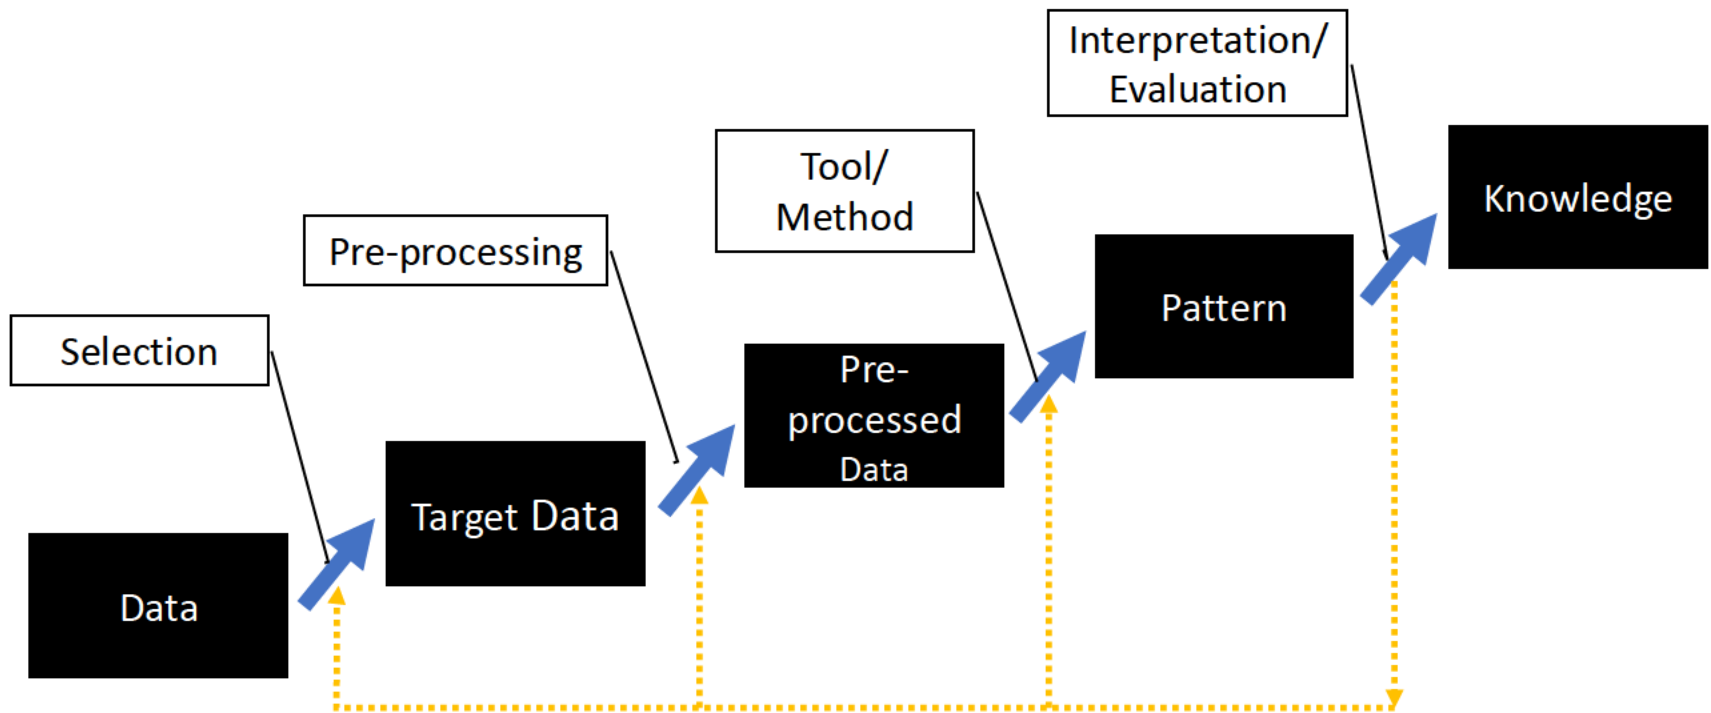 Interpretation/
Evaluation
Tool/
Method
Knowledge
Pre-processing
Pattern
Selection
Pre-
processed
Data
Target Data
Data